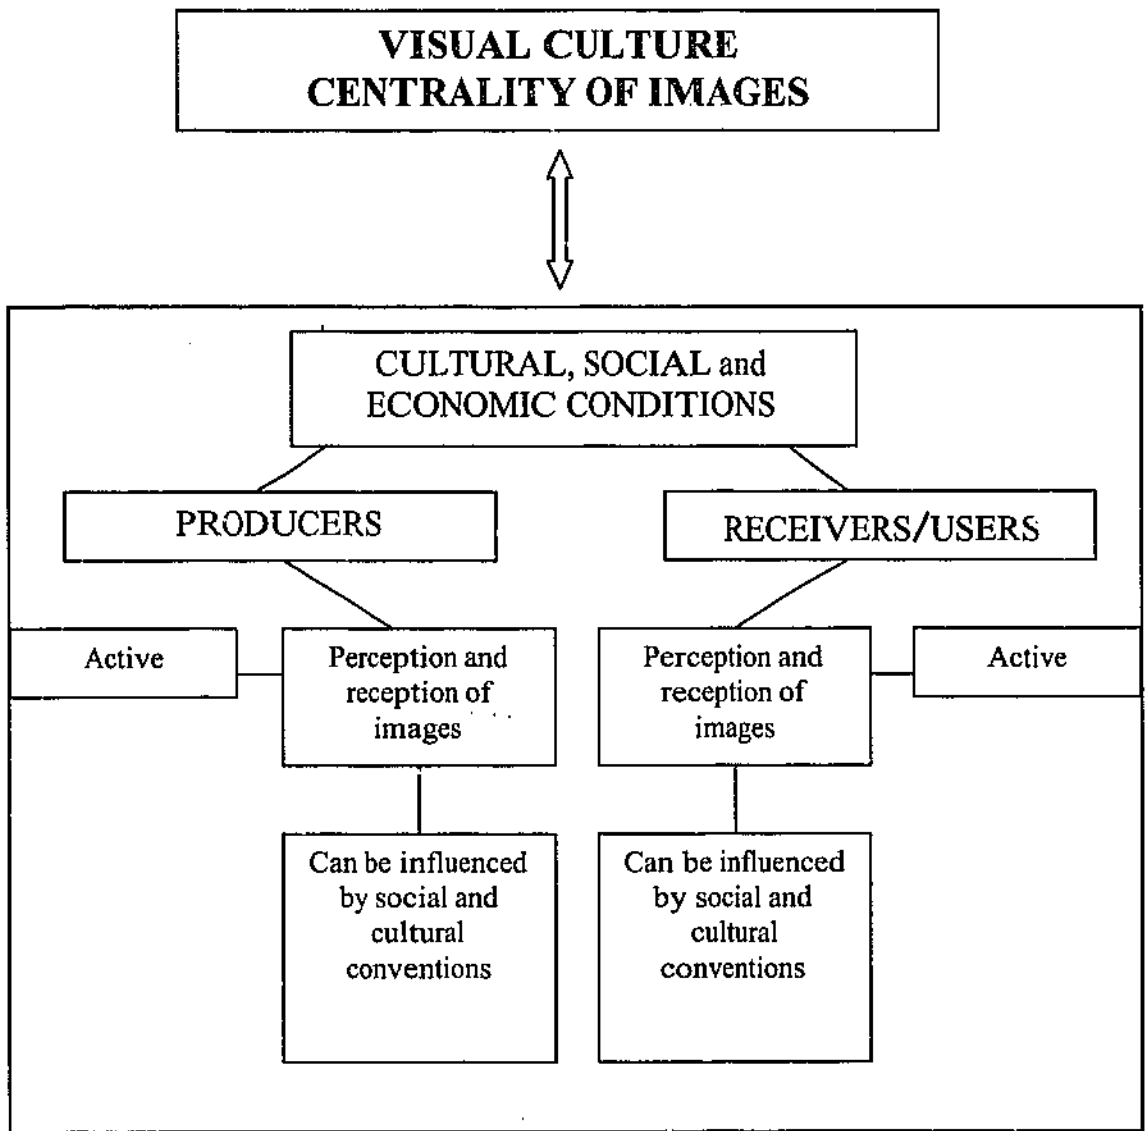 VISUAL CULTURE
CENTRALITY OF IMAGES
CULTURAL, SOCIAL and
ECONOMIC CONDITIONS
PRODUCERS
RECEIVERS/USERS
Active
Perception and
reception of
images
Perception and
reception of
images
Active
Can be influenced
by social and
cultural
conventions
Can be influenced
by social and
cultural
conventions